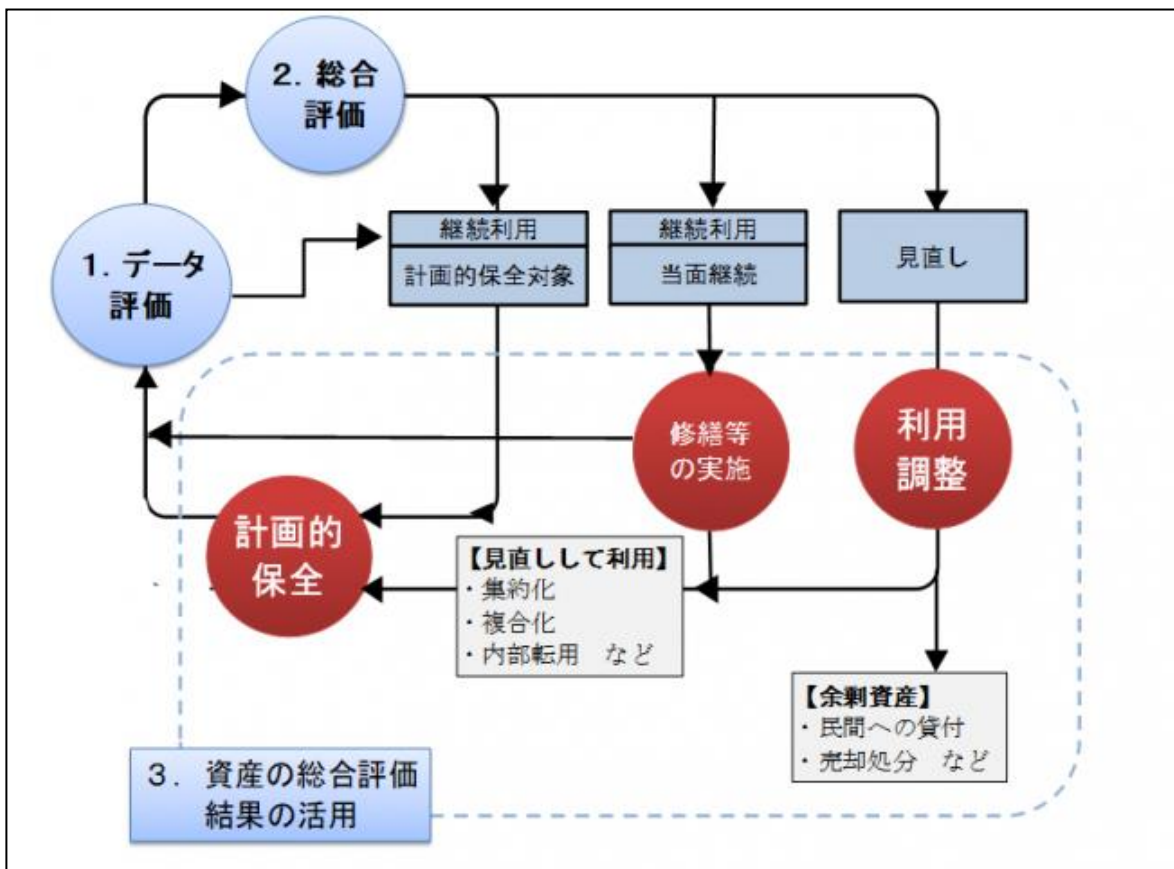 2. 総合
評価
1. データ
評価
継続利用
計画的保全対象
継続利用
当面継続
見直し
修繕等
の実施
利用
調整
計画的
保全
【見直しして利用】
・集約化
・複合化
・内部転用　など
【余剰資産】
・民間への貸付
・売却処分　など
3. 資産の総合評価
結果の活用